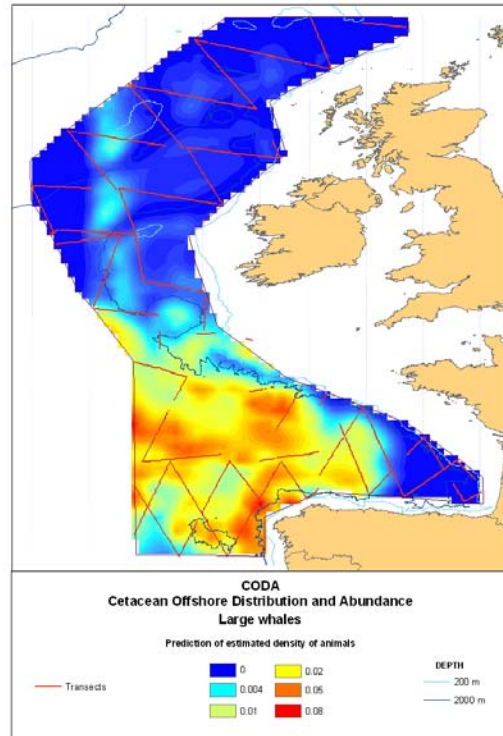 CODA
Cetacean Offshore Distribution and Abundance
Large whales
Prediction of estimated density of animals
Transects
0
0.004
0.01
0.02
0.05
0.08
DEPTH
200 m
2000 m